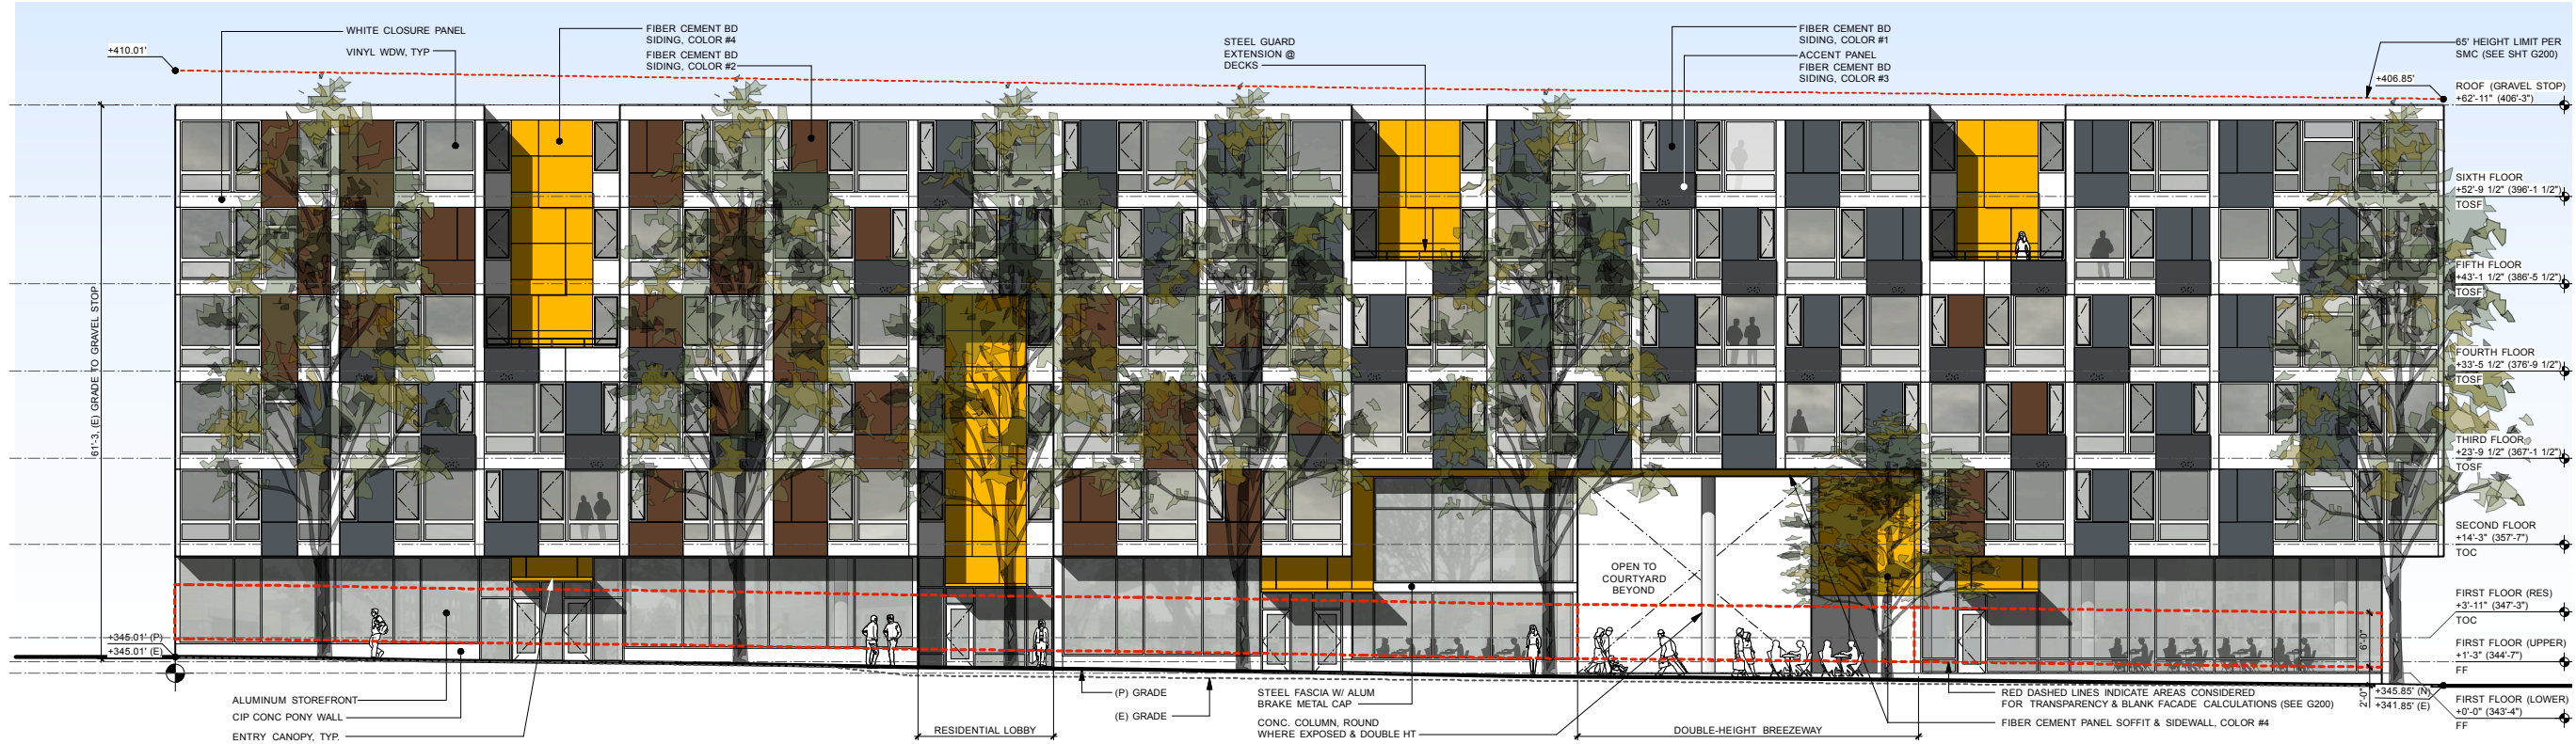 WHITE CLOSURE PANEL
VINYL WDW, TYP
+410.01'
FIBER CEMENT BD
SIDING, COLOR #4
FIBER CEMENT BD
SIDING, COLOR #2
STEEL GUARD
EXTENSION @
DECKS
FIBER CEMENT BD
SIDING, COLOR #1
ACCENT PANEL
FIBER CEMENT BD
SIDING, COLOR #3
65' HEIGHT LIMIT PER
SMC (SEE SHT G200)
+406.85'
ROOF (GRAVEL STOP)
+62'-11" (406'-3")
SIXTH FLOOR
+52'-9 1/2" (396'-1 1/2")
TOSF
FIFTH FLOOR
+43'-1 1/2" (386'-5 1/2")
TOSF
FOURTH FLOOR
+33'-5 1/2" (376'-9 1/2")
TOSF
THIRD FLOOR
+23'-9 1/2" (367'-1 1/2")
TOSF
SECOND FLOOR
+14'-3" (357'-7")
TOC
FIRST FLOOR (RES)
+3'-11" (347'-3")
TOC
FIRST FLOOR (UPPER)
+1'-3" (344'-7")
FF
FIRST FLOOR (LOWER)
+0'-0" (343'-4")
FF
61'-3, (E) GRADE TO GRAVEL STOP
OPEN TO
COURTYARD
BEYOND
+345.01' (P)
+345.01' (E)
6'-0"
2'-0"
+345.85' (N)
+341.85' (E)
ALUMINUM STOREFRONT
CIP CONC PONY WALL
ENTRY CANOPY, TYP.
RESIDENTIAL LOBBY
(P) GRADE
(E) GRADE
STEEL FASCIA W/ ALUM
BRAKE METAL CAP
CONC. COLUMN, ROUND
WHERE EXPOSED & DOUBLE HT
DOUBLE-HEIGHT BREEZEWAY
RED DASHED LINES INDICATE AREAS CONSIDERED
FOR TRANSPARENCY & BLANK FACADE CALCULATIONS (SEE G200)
FIBER CEMENT PANEL SOFFIT & SIDEWALL, COLOR #4